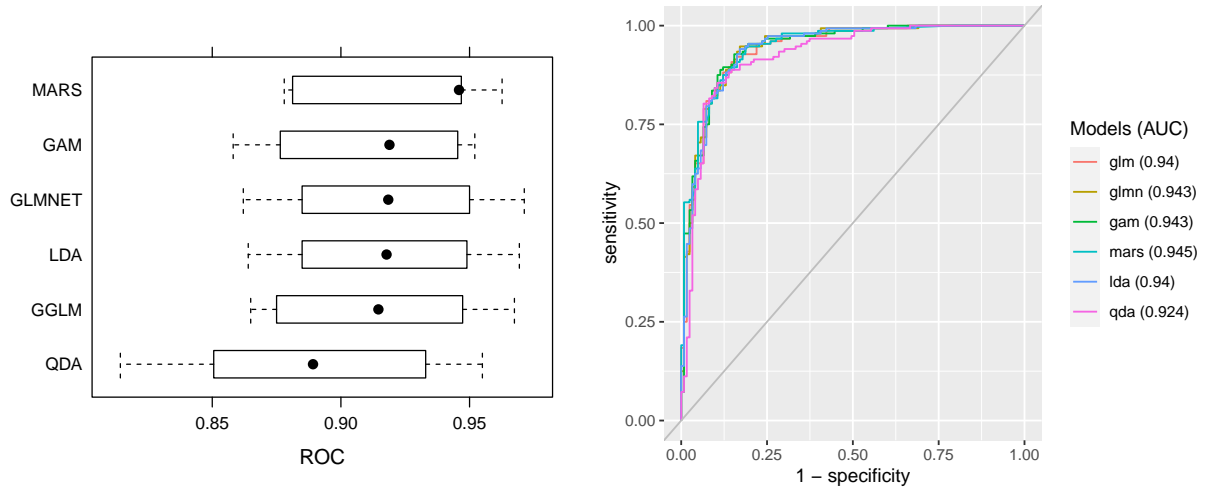 MARS
GAM
GLMNET
LDA
GGLM
QDA
0.85 0.90 0.95
ROC
1.00
0.75
0.50
0.25
0.00
sensitivity
0.00 0.25 0.50 0.75 1.00
1 − specificity
Models (AUC)
glm (0.94)
glmn (0.943)
gam (0.943)
mars (0.945)
lda (0.94)
qda (0.924)